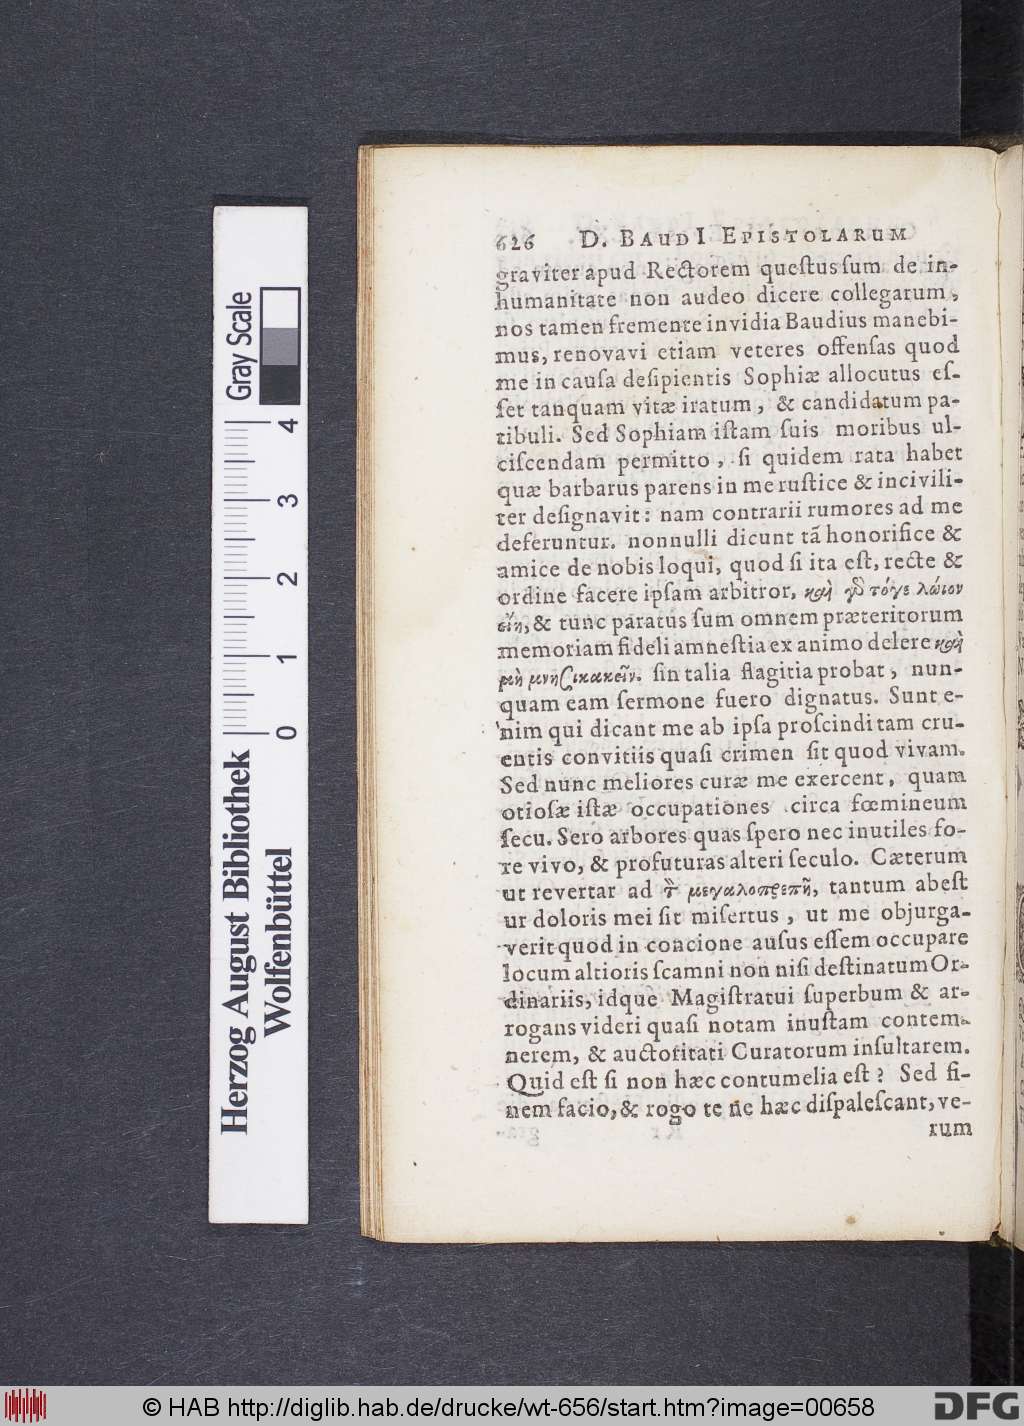 626 D. BAUDI EPISTOLARUM
graviter apud Rectorem questus sum de in-
humanitate non audeo dicere collegarum,
nos tamen fremente invidia Baudius manebi-
mus, renovavi etiam veteres offensas quod
me in causa desipientis Sophiæ allocutus es-
set tanquam vitæ iratum, & candidatum pa-
tibuli. Sed Sophiam istam suis moribus ul-
ciscendam permitto, si quidem rata habet
quæ barbarus parens in me rustice & incivili-
ter designavit: nam contrarii rumores ad me
deferuntur. nonnulli dicunt tã honorifice &
amice de nobis loqui, quod si ita est, recte &
ordine facere ipsam arbitror, καὶ γὸ τόγε λώιον
εἴη, & tunc paratus sum omnem præteritorum
memoriam fideli amnestia ex animo delere καὶ
μὴ μνησικακεῖν. sin talia flagitia probat, nun-
quam eam sermone fuero dignatus. Sunt e-
nim qui dicant me ab ipsa proscindi tam cru-
entis convitiis quasi crimen sit quod vivam.
Sed nunc meliores curæ me exercent, quam
otiosæ istæ occupationes circa fœmineum
secu. Sero arbores quas spero nec inutiles fo-
re vivo, & profuturas alteri seculo. Cæterum
ut revertar ad τ̀ μεγαλοπρεπῆ, tantum abest
ur doloris mei sit misertus, ut me objurga-
verit quod in concione ausus essem occupare
locum altioris scamni non nisi destinatum Or-
dinariis, idque Magistratui superbum & ar-
rogans videri quasi notam inustam contem-
nerem, & auctoritati Curatorum insultarem.
Quid est si non hæc contumelia est? Sed fi-
nem facio, & rogo te ne hæc dispalescant, ve-
rum
Gray Scale
0 1 2 3 4
Herzog August Bibliothek
Wolfenbüttel
© HAB http://diglib.hab.de/drucke/wt-656/start.htm?image=00658
DFG